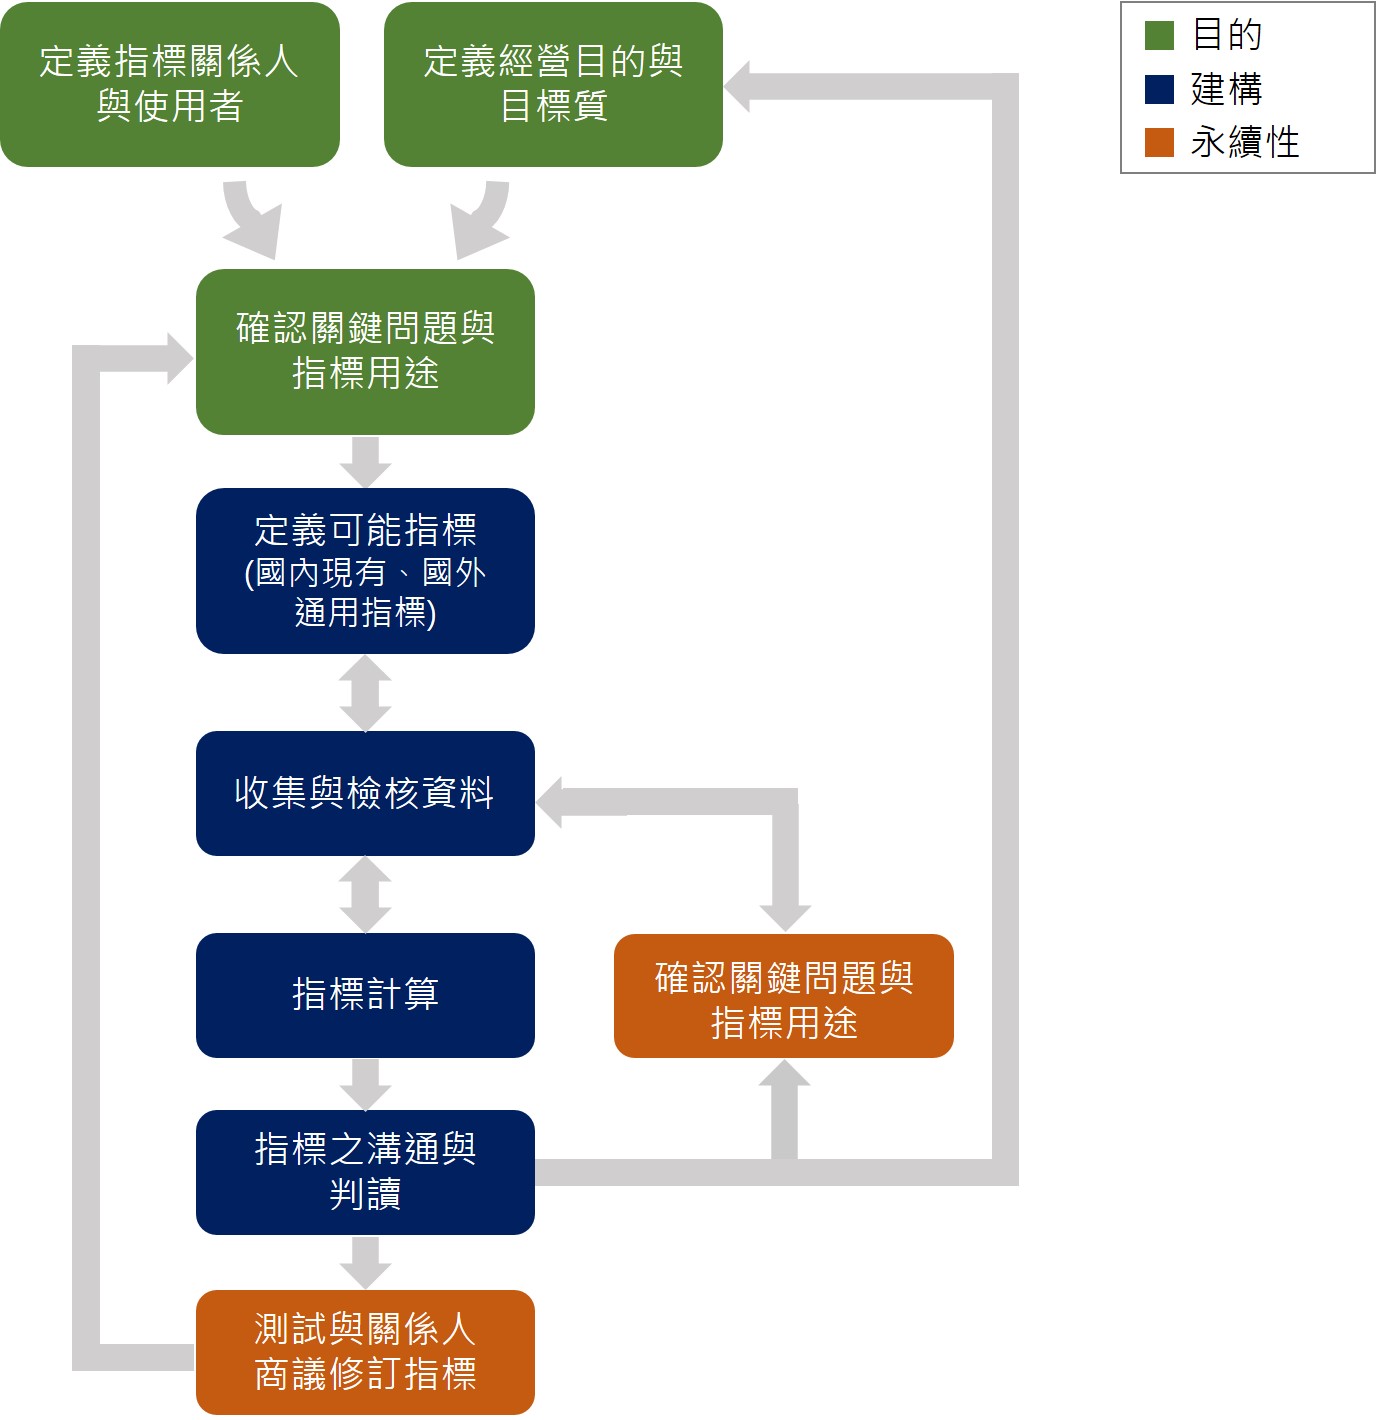 定義指標關係人
與使用者
定義經營目的與
目標質
目的
建構
永續性
確認關鍵問題與
指標用途
定義可能指標
(國內現有、國外
通用指標)
收集與檢核資料
指標計算
確認關鍵問題與
指標用途
指標之溝通與
判讀
測試與關係人
商議修訂指標